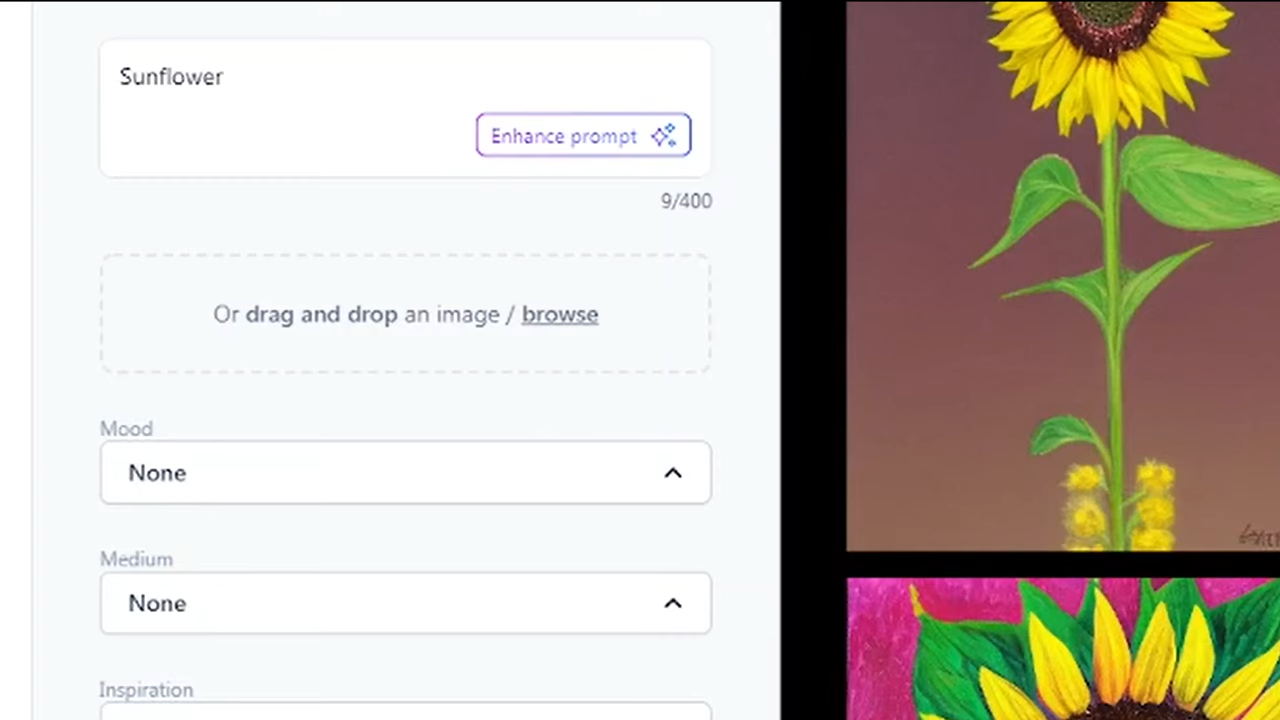 Sunflower
Enhance prompt
9/400
Or drag and drop an image / browse
Mood
None
Medium
None
Inspiration